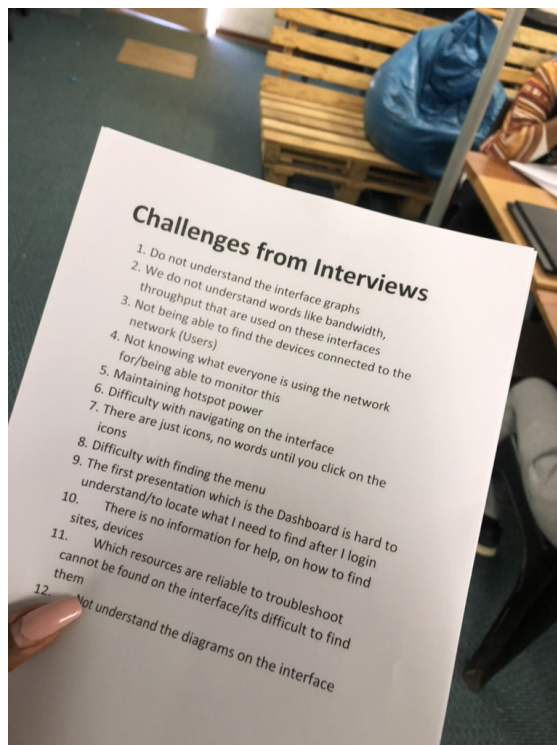 Challenges from Interviews
1. Do not understand the interface graphs
2. We do not understand words like bandwidth,
throughput that are used on these interfaces
3. Not being able to find the devices connected to the
network (Users)
4. Not knowing what everyone is using the network
for/being able to monitor this
5. Maintaining hotspot power
6. Difficulty with navigating on the interface
7. There are just icons, no words until you click on the
icons
8. Difficulty with finding the menu
9. The first presentation which is the Dashboard is hard to
understand/to locate what I need to find after I login
10. There is no information for help, on how to find
sites, devices
11. Which resources are reliable to troubleshoot
cannot be found on the interface/its difficult to find
them
12. Not understand the diagrams on the interface